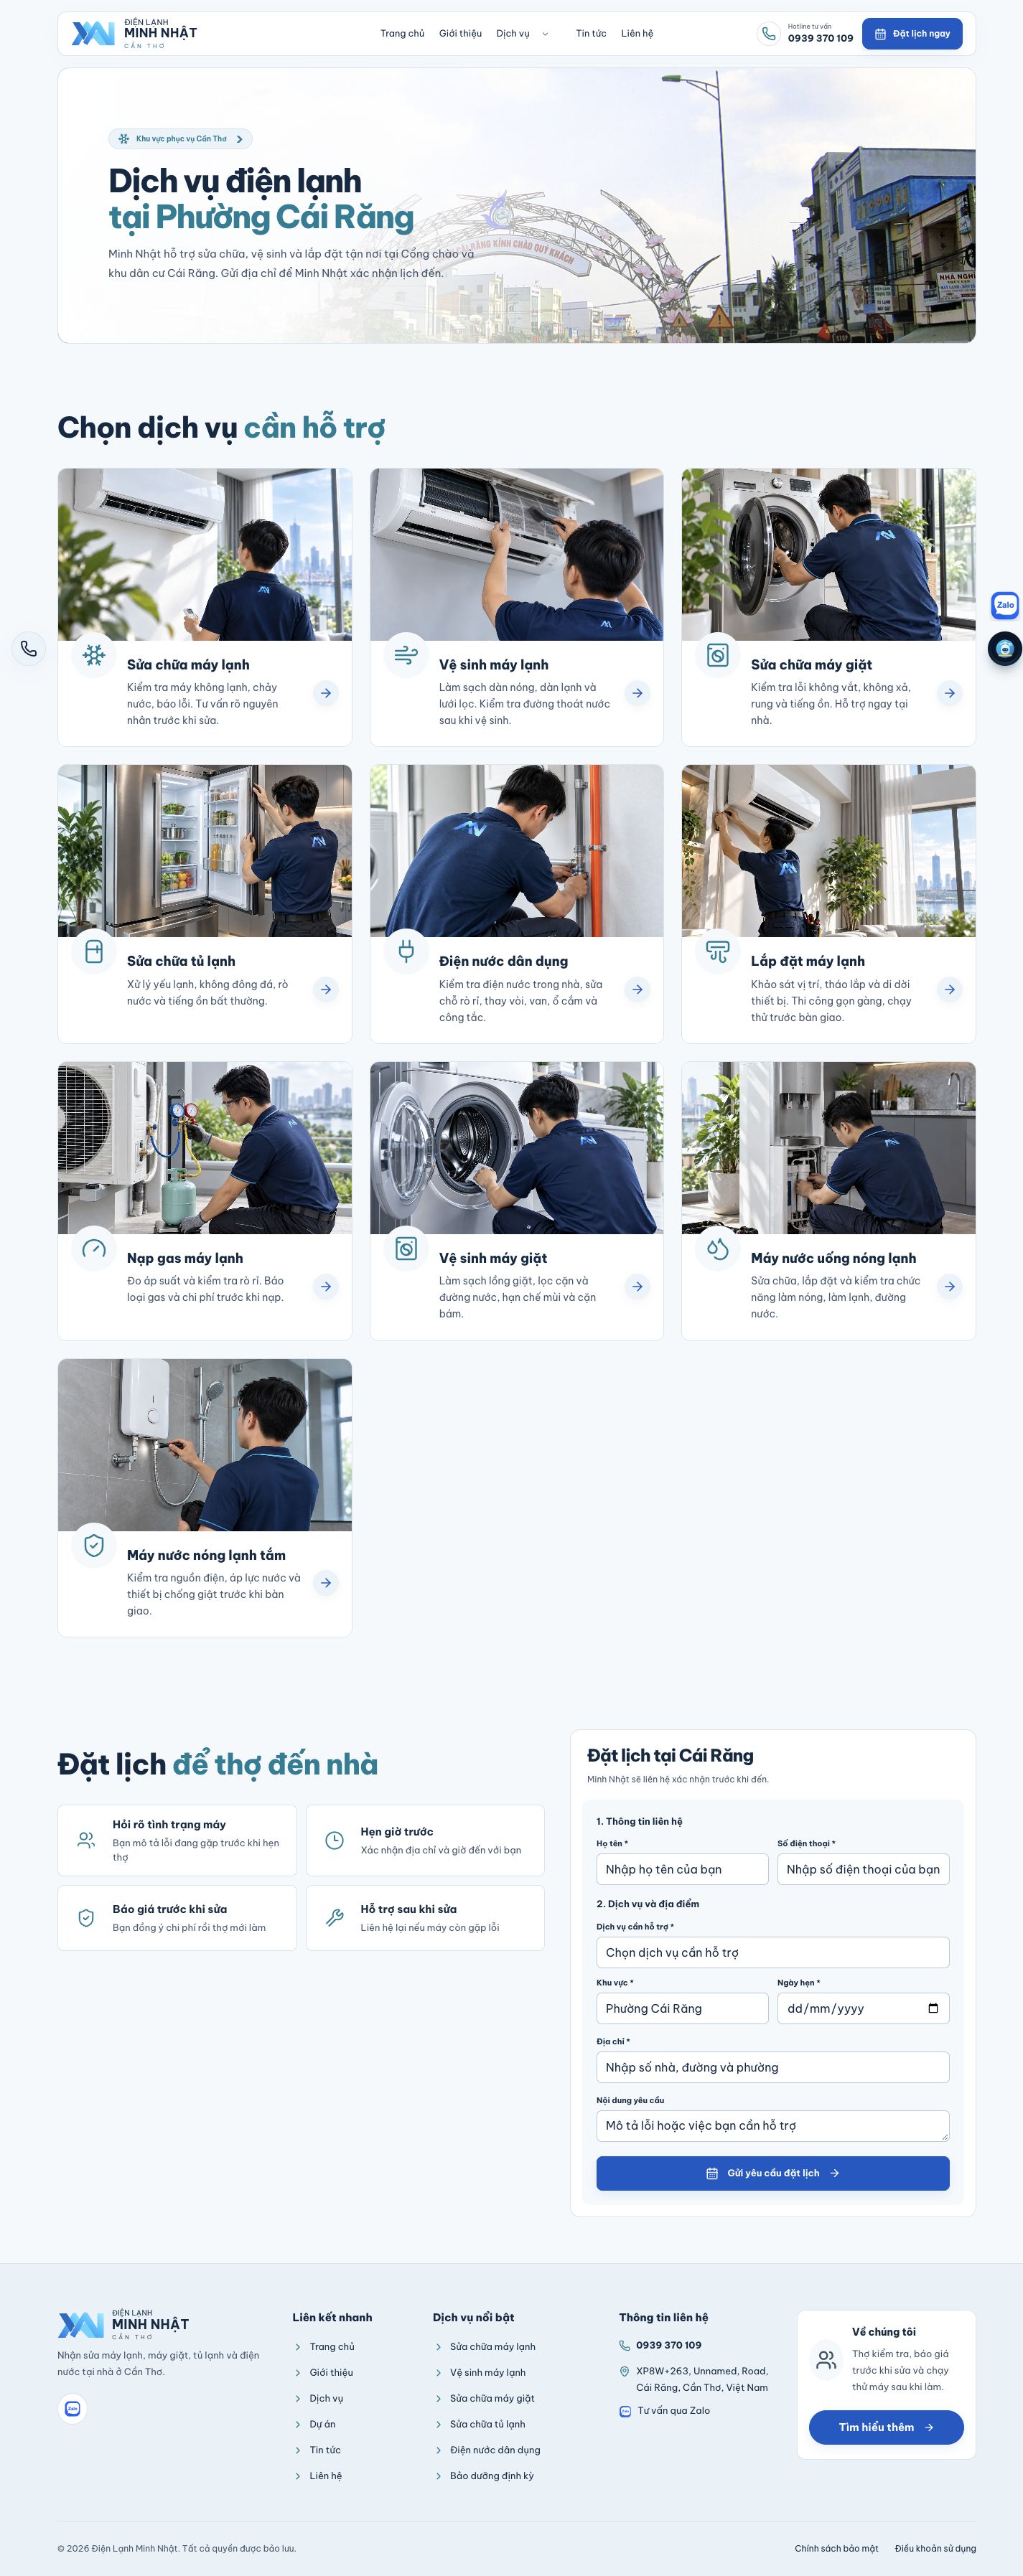 ĐIỆN LẠNH
MINH NHẬT
CẦN THƠ
Trang chủ
Giới thiệu
Dịch vụ
Tin tức
Liên hệ
Hotline tư vấn
0939 370 109
Đặt lịch ngay
Khu vực phục vụ Cần Thơ
Dịch vụ điện lạnh
tại Phường Cái Răng
Minh Nhật hỗ trợ sửa chữa, vệ sinh và lắp đặt tận nơi tại Cổng chào và
khu dân cư Cái Răng. Gửi địa chỉ để Minh Nhật xác nhận lịch đến.
RĂNG KÍNH CHÀO QUÝ KHÁCH
NHÀ NGHỈ
Chọn dịch vụ cần hỗ trợ
Sửa chữa máy lạnh
Kiểm tra máy không lạnh, chảy
nước, báo lỗi. Tư vấn rõ nguyên
nhân trước khi sửa.
Vệ sinh máy lạnh
Làm sạch dàn nóng, dàn lạnh và
lưới lọc. Kiểm tra đường thoát nước
sau khi vệ sinh.
Sửa chữa máy giặt
Kiểm tra lỗi không vắt, không xả,
rung và tiếng ồn. Hỗ trợ ngay tại
nhà.
Zalo
Sửa chữa tủ lạnh
Xử lý yếu lạnh, không đông đá, rò
nước và tiếng ồn bất thường.
Điện nước dân dụng
Kiểm tra điện nước trong nhà, sửa
chỗ rò rỉ, thay vòi, van, ổ cắm và
công tắc.
Lắp đặt máy lạnh
Khảo sát vị trí, tháo lắp và di dời
thiết bị. Thi công gọn gàng, chạy
thử trước bàn giao.
Nạp gas máy lạnh
Đo áp suất và kiểm tra rò rỉ. Báo
loại gas và chi phí trước khi nạp.
Vệ sinh máy giặt
Làm sạch lồng giặt, lọc cặn và
đường nước, hạn chế mùi và cặn
bám.
Máy nước uống nóng lạnh
Sửa chữa, lắp đặt và kiểm tra chức
năng làm nóng, làm lạnh, đường
nước.
Máy nước nóng lạnh tắm
Kiểm tra nguồn điện, áp lực nước và
thiết bị chống giật trước khi bàn
giao.
Đặt lịch để thợ đến nhà
Hỏi rõ tình trạng máy
Bạn mô tả lỗi đang gặp trước khi hẹn
thợ
Hẹn giờ trước
Xác nhận địa chỉ và giờ đến với bạn
Báo giá trước khi sửa
Bạn đồng ý chi phí rồi thợ mới làm
Hỗ trợ sau khi sửa
Liên hệ lại nếu máy còn gặp lỗi
Đặt lịch tại Cái Răng
Minh Nhật sẽ liên hệ xác nhận trước khi đến.
1. Thông tin liên hệ
Họ tên *
Số điện thoại *
Nhập họ tên của bạn
Nhập số điện thoại của bạn
2. Dịch vụ và địa điểm
Dịch vụ cần hỗ trợ *
Chọn dịch vụ cần hỗ trợ
Khu vực *
Ngày hẹn *
Phường Cái Răng
dd/mm/yyyy
Địa chỉ *
Nhập số nhà, đường và phường
Nội dung yêu cầu
Mô tả lỗi hoặc việc bạn cần hỗ trợ
Gửi yêu cầu đặt lịch
ĐIỆN LẠNH
MINH NHẬT
CẦN THƠ
Nhận sửa máy lạnh, máy giặt, tủ lạnh và điện
nước tại nhà ở Cần Thơ.
Zalo
Liên kết nhanh
Trang chủ
Giới thiệu
Dịch vụ
Dự án
Tin tức
Liên hệ
Dịch vụ nổi bật
Sửa chữa máy lạnh
Vệ sinh máy lạnh
Sửa chữa máy giặt
Sửa chữa tủ lạnh
Điện nước dân dụng
Bảo dưỡng định kỳ
Thông tin liên hệ
0939 370 109
XP8W+263, Unnamed, Road,
Cái Răng, Cần Thơ, Việt Nam
Tư vấn qua Zalo
Về chúng tôi
Thợ kiểm tra, báo giá
trước khi sửa và chạy
thử máy sau khi làm.
Tìm hiểu thêm
© 2026 Điện Lạnh Minh Nhật. Tất cả quyền được bảo lưu.
Chính sách bảo mật
Điều khoản sử dụng